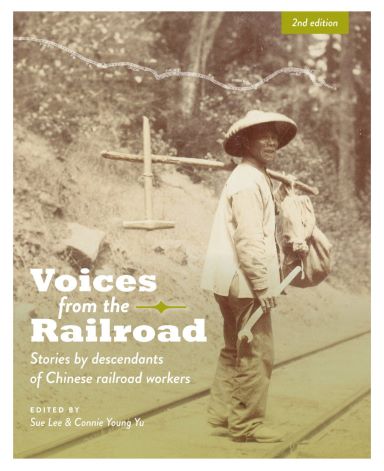 2nd edition
Voices
from the
Railroad
Stories by descendants
of Chinese railroad workers
EDITED BY
Sue Lee & Connie Young Yu